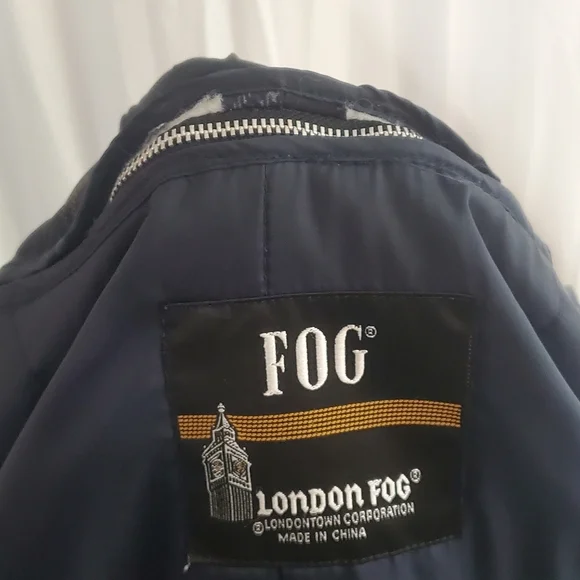 FOG®
LONDON FOG®
©LONDONTOWN CORPORATION
MADE IN CHINA